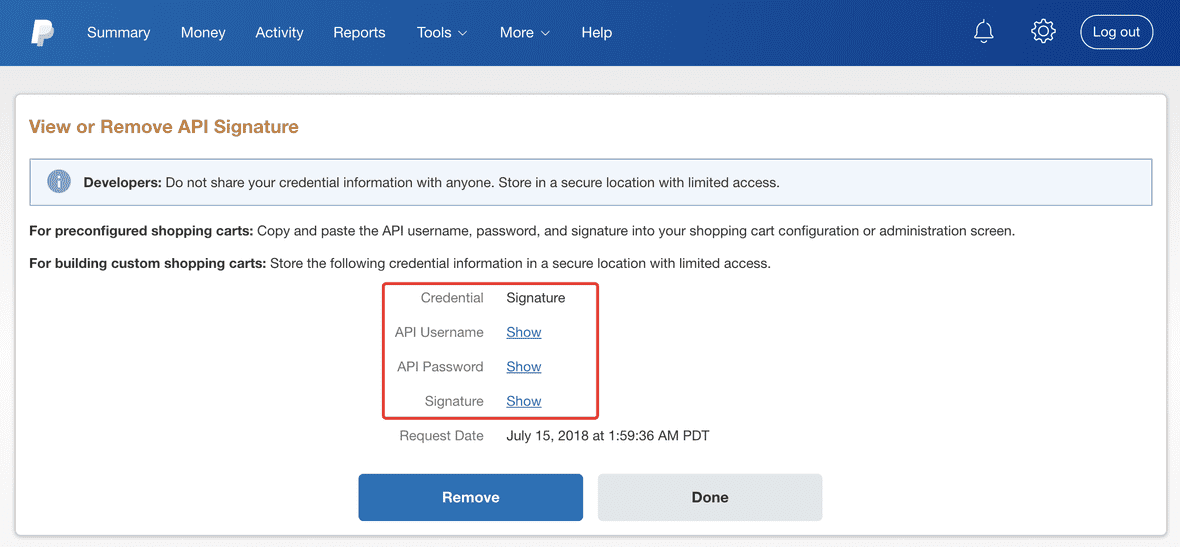 Summary Money Activity Reports Tools More Help Log out
View or Remove API Signature
Developers: Do not share your credential information with anyone. Store in a secure location with limited access.
For preconfigured shopping carts: Copy and paste the API username, password, and signature into your shopping cart configuration or administration screen.
For building custom shopping carts: Store the following credential information in a secure location with limited access.
Credential Signature
API Username Show
API Password Show
Signature Show
Request Date July 15, 2018 at 1:59:36 AM PDT
Remove Done